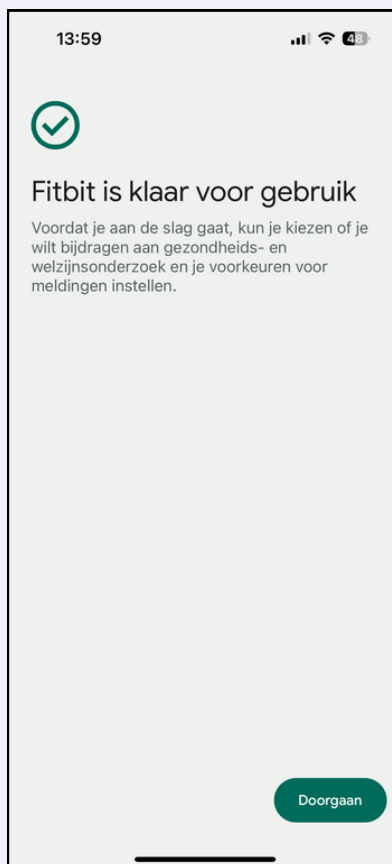 13:59
48
Fitbit is klaar voor gebruik
Voordat je aan de slag gaat, kun je kiezen of je
wilt bijdragen aan gezondheids- en
welzijnsonderzoek en je voorkeuren voor
meldingen instellen.
Doorgaan